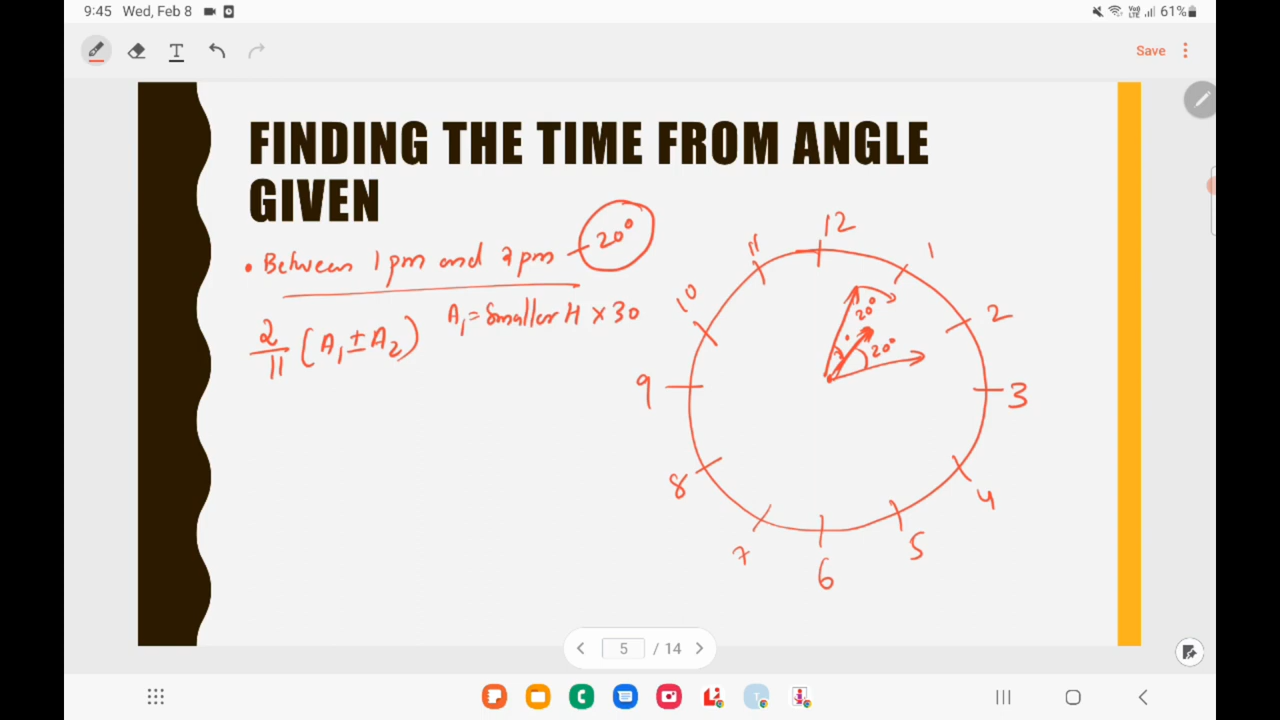 9:45 Wed, Feb 8
61%
T
Save
FINDING THE TIME FROM ANGLE
GIVEN
• Between 1 pm and 2 pm - 20°
A₁ = Smaller H × 30
2/11 (A₁ ± A₂)
12
11
1
10
2
20°
20°
9
3
8
4
7
5
6
5 / 14